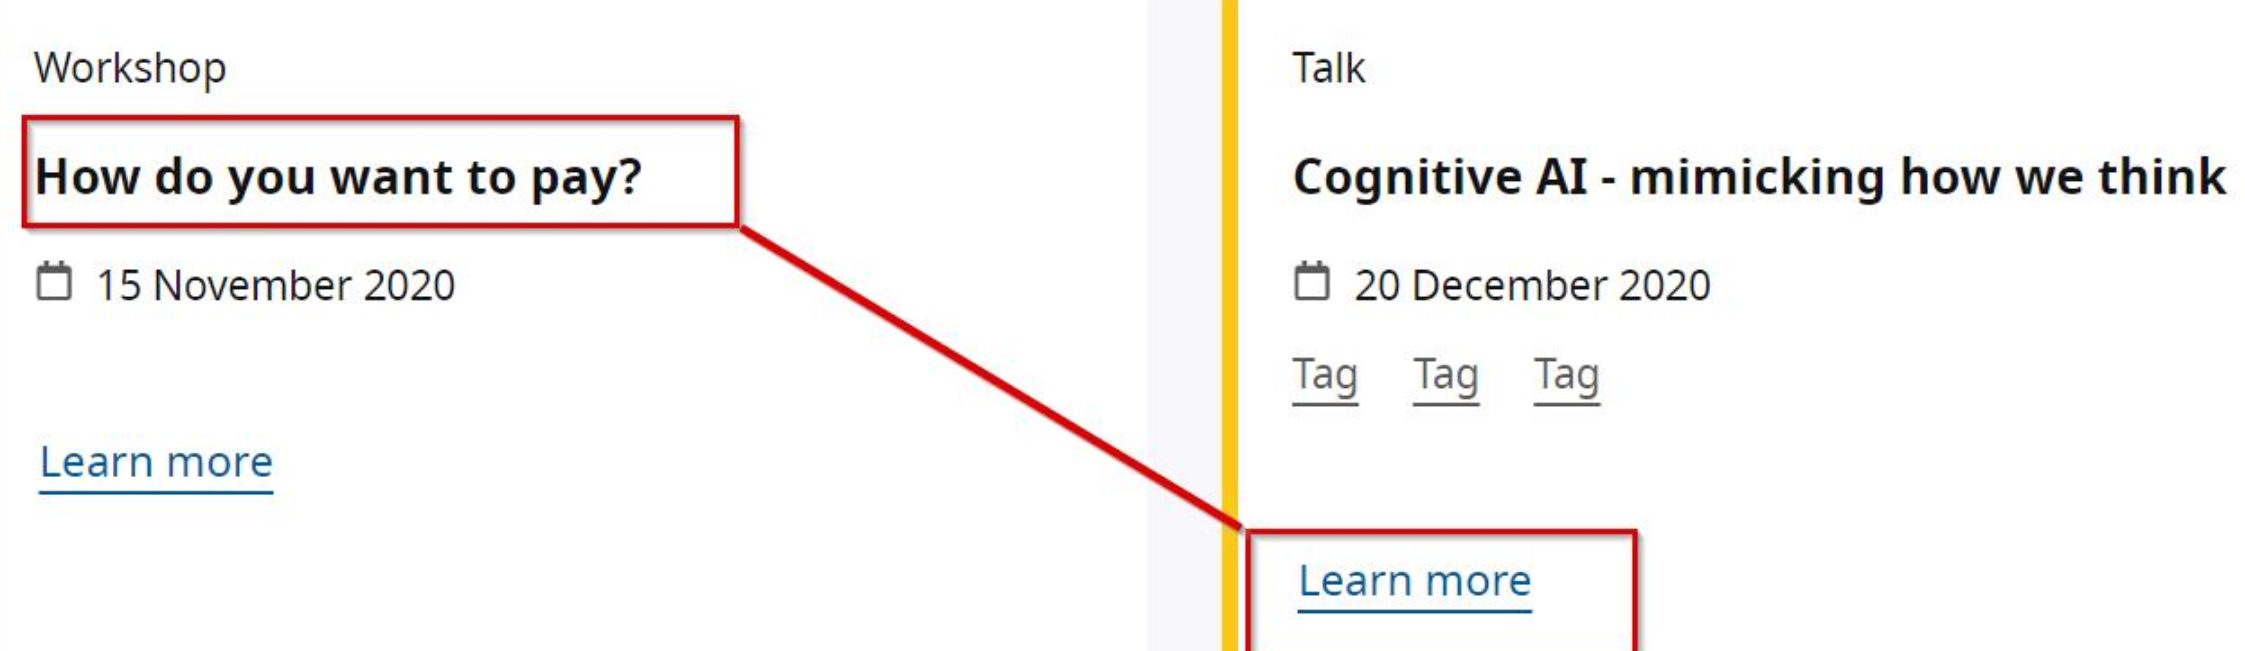 Workshop
How do you want to pay?
15 November 2020
Learn more
Talk
Cognitive AI - mimicking how we think
20 December 2020
Tag Tag Tag
Learn more